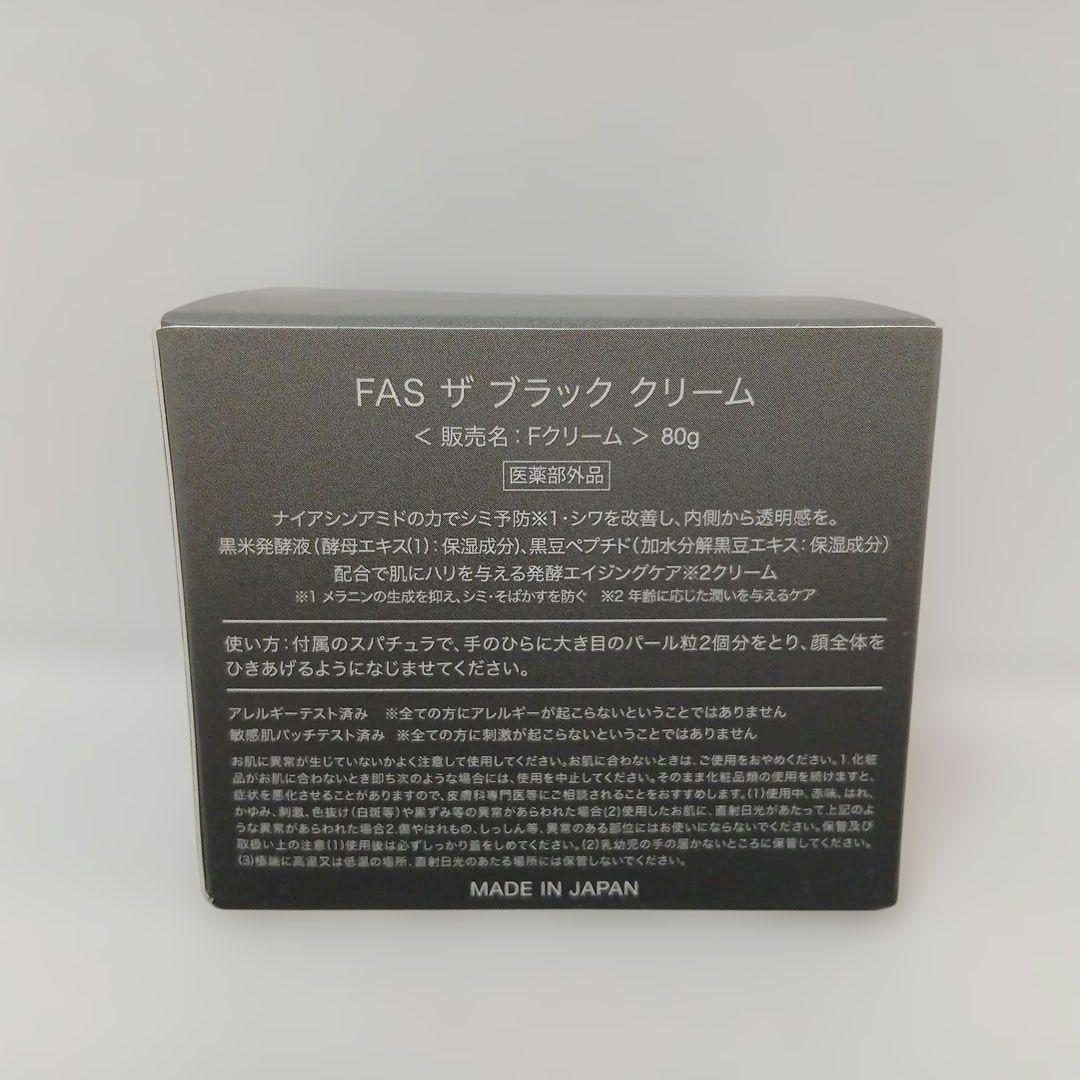 FAS ザ ブラック クリーム
＜ 販売名：Fクリーム ＞ 80g
医薬部外品
ナイアシンアミドの力でシミ予防※1・シワを改善し、内側から透明感を。
黒米発酵液（酵母エキス(1)：保湿成分）、黒豆ペプチド（加水分解黒豆エキス：保湿成分）
配合で肌にハリを与える発酵エイジングケア※2クリーム
※1 メラニンの生成を抑え、シミ・そばかすを防ぐ　※2 年齢に応じた潤いを与えるケア
使い方：付属のスパチュラで、手のひらに大き目のパール粒2個分をとり、顔全体を
ひきあげるようになじませてください。
アレルギーテスト済み　※全ての方にアレルギーが起こらないということではありません
敏感肌パッチテスト済み　※全ての方に刺激が起こらないということではありません
お肌に異常が生じていないかよく注意して使用してください。お肌に合わないときは、ご使用をおやめください。1.化粧
品がお肌に合わないとき即ち次のような場合には、使用を中止してください。そのまま化粧品類の使用を続けますと、
症状を悪化させることがありますので、皮膚科専門医等にご相談されることをおすすめします。(1)使用中、赤味、はれ、
かゆみ、刺激、色抜け（白斑等）や黒ずみ等の異常があらわれた場合(2)使用したお肌に、直射日光があたって上記のよ
うな異常があらわれた場合2.傷やはれもの、しっしん等、異常のある部位にはお使いにならないでください。保管及び
取扱い上の注意(1)使用後は必ずしっかり蓋をしめてください。(2)乳幼児の手の届かないところに保管してください。
(3)極端に高温又は低温の場所、直射日光のあたる場所には保管しないでください。
MADE IN JAPAN